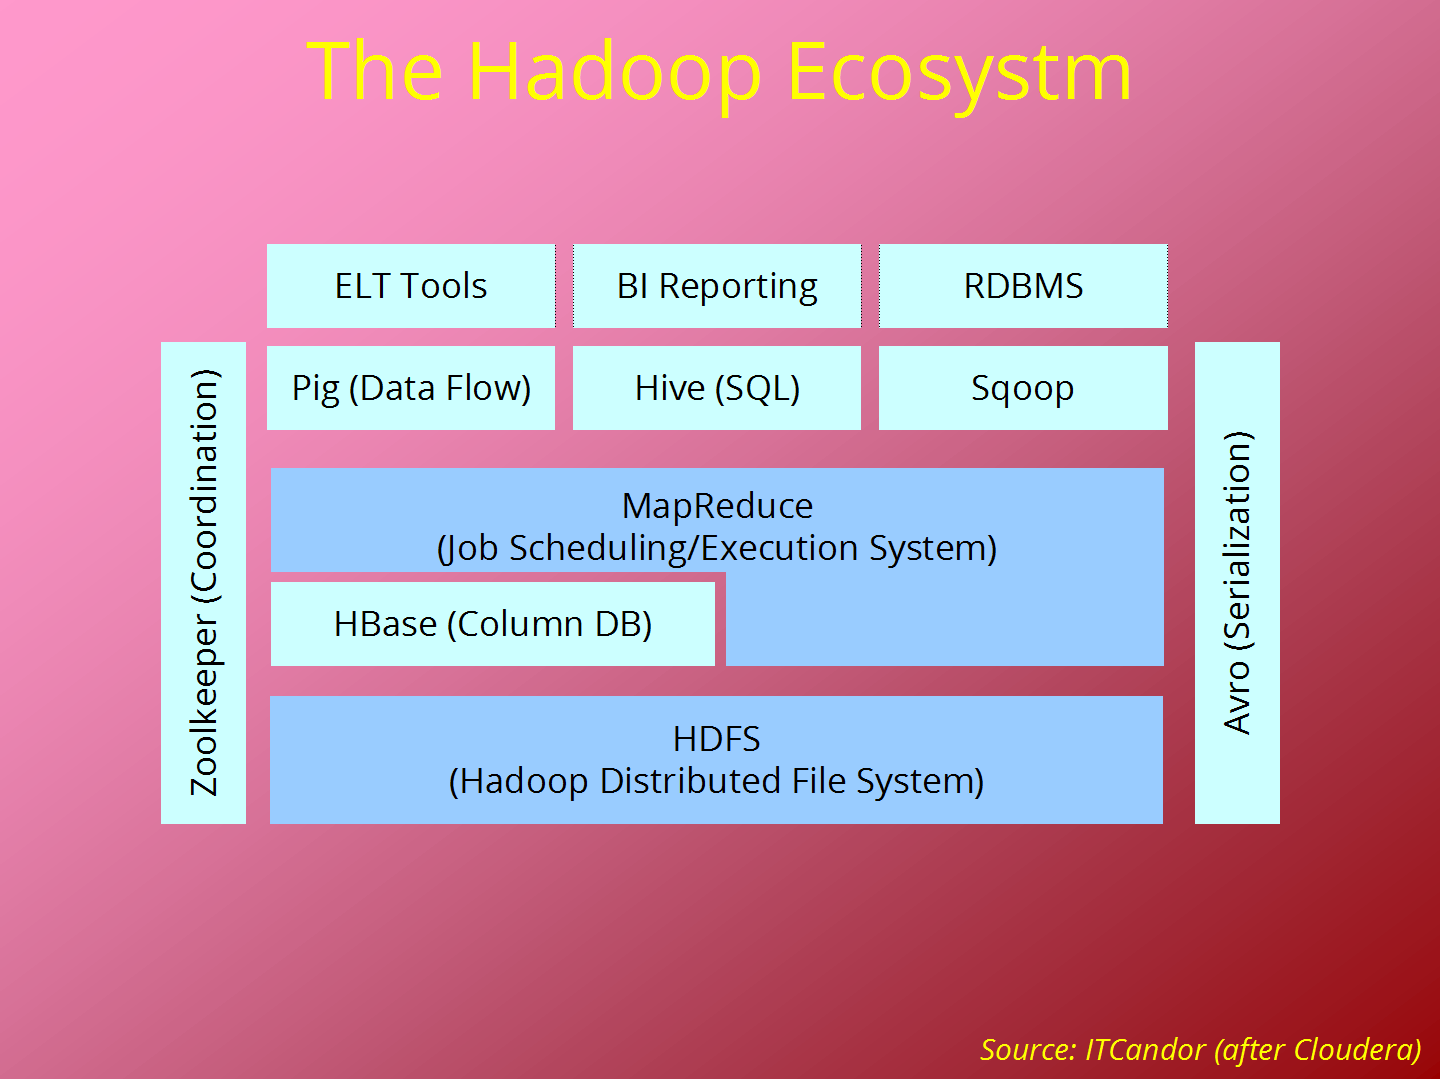 The Hadoop Ecosystm
ELT Tools
BI Reporting
RDBMS
Pig (Data Flow)
Hive (SQL)
Sqoop
Zoolkeeper (Coordination)
MapReduce
(Job Scheduling/Execution System)
HBase (Column DB)
Avro (Serialization)
HDFS
(Hadoop Distributed File System)
Source: ITCandor (after Cloudera)